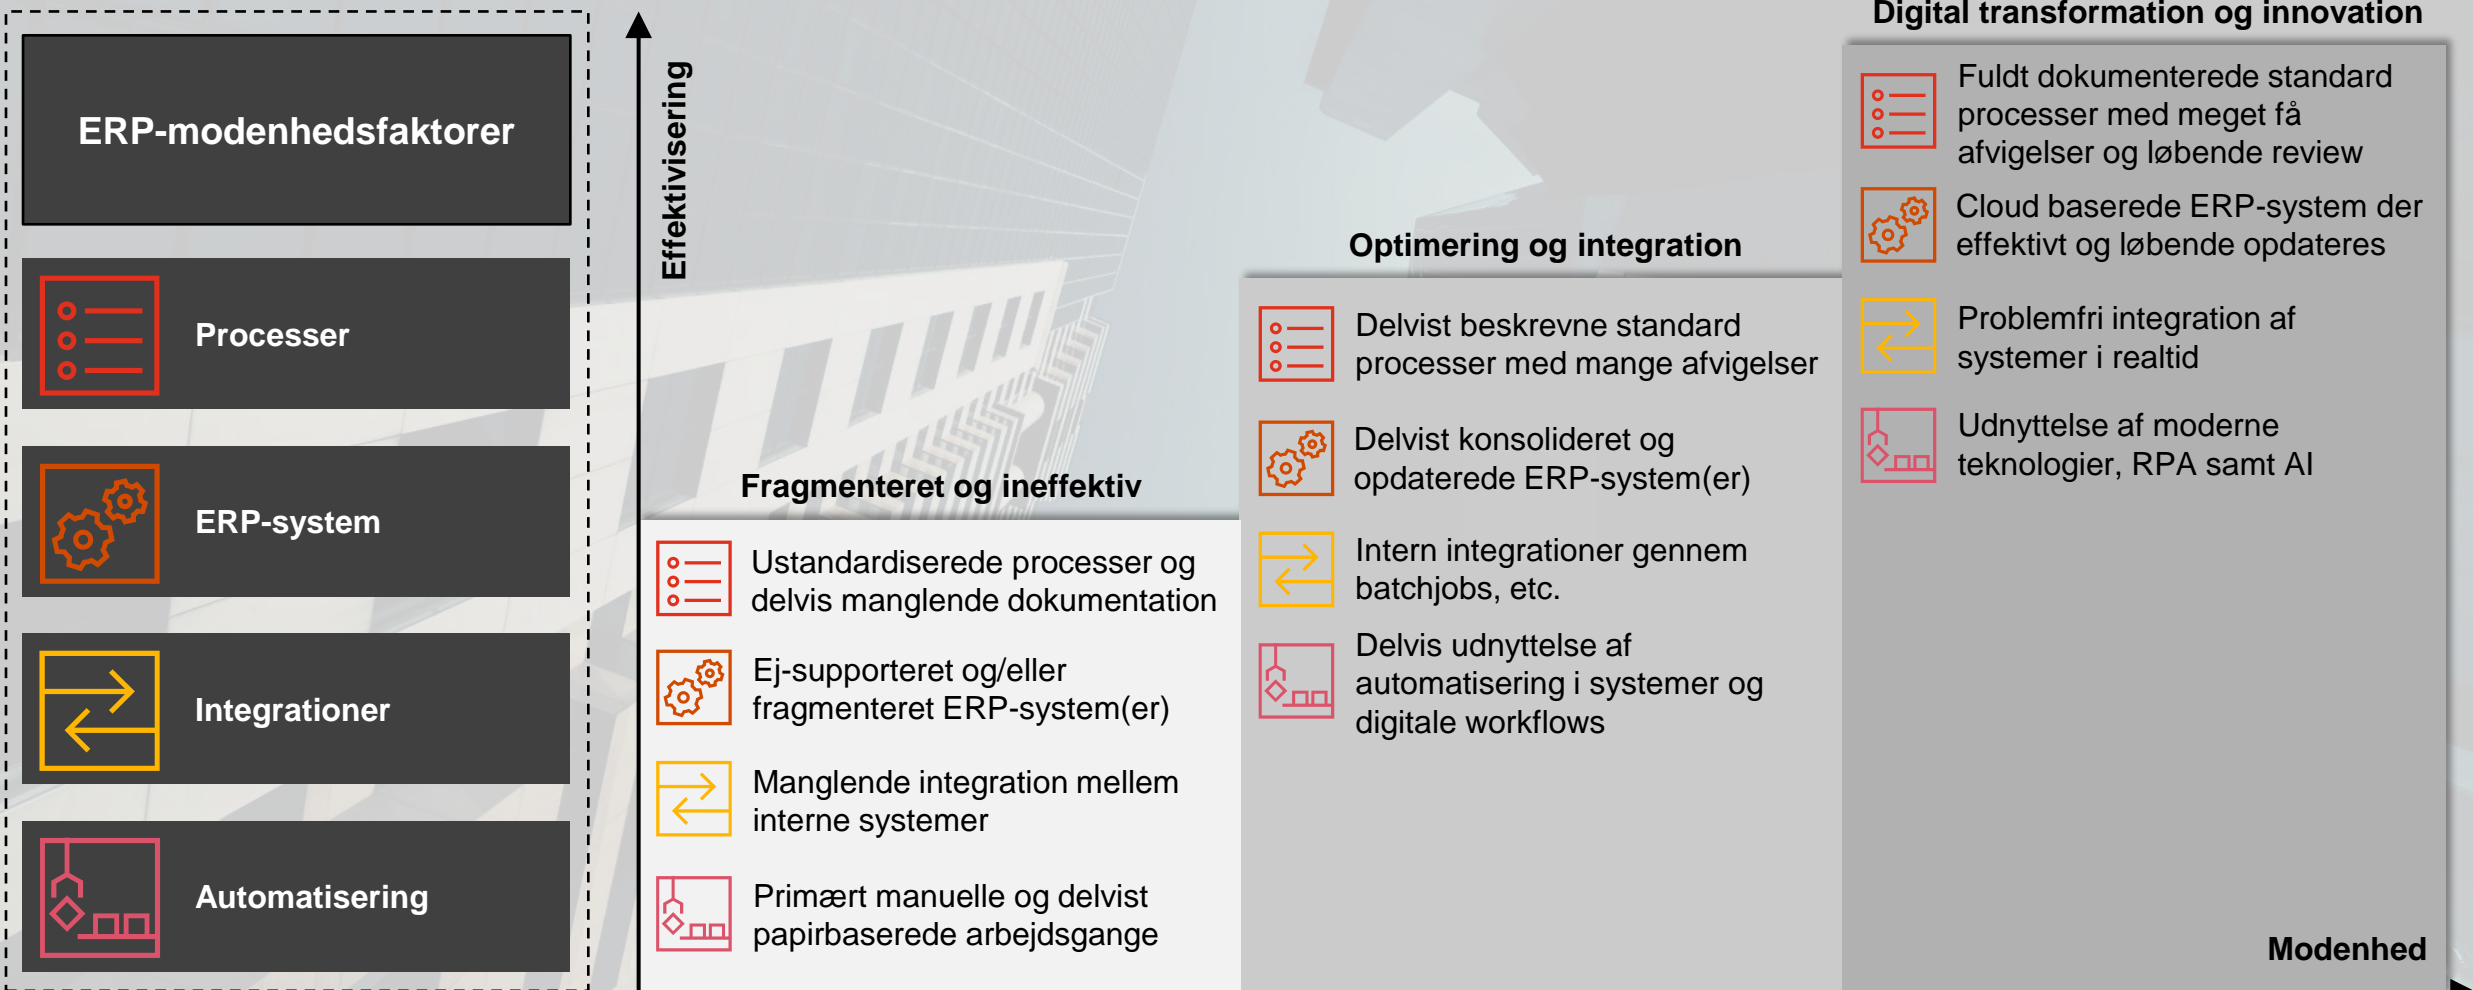 ERP-modenhedsfaktorer
Processer
ERP-system
Integrationer
Automatisering
Effektivisering
Fragmenteret og ineffektiv
Ustandardiserede processer og
delvis manglende dokumentation
Ej-supporteret og/eller
fragmenteret ERP-system(er)
Manglende integration mellem
interne systemer
Primært manuelle og delvist
papirbaserede arbejdsgange
Optimering og integration
Delvist beskrevne standard
processer med mange afvigelser
Delvist konsolideret og
opdaterede ERP-system(er)
Intern integrationer gennem
batchjobs, etc.
Delvis udnyttelse af
automatisering i systemer og
digitale workflows
Digital transformation og innovation
Fuldt dokumenterede standard
processer med meget få
afvigelser og løbende review
Cloud baserede ERP-system der
effektivt og løbende opdateres
Problemfri integration af
systemer i realtid
Udnyttelse af moderne
teknologier, RPA samt AI
Modenhed